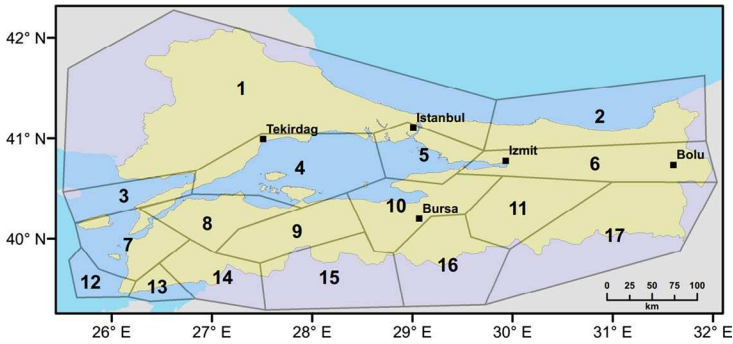 42° N
1
2
Istanbul
Tekirdag
41° N
5
Izmit
4
6
Bolu
3
10
Bursa
11
8
9
7
40° N
17
16
14
15
12
13
0 25 50 75 100
km
26° E 27° E 28° E 29° E 30° E 31° E 32° E